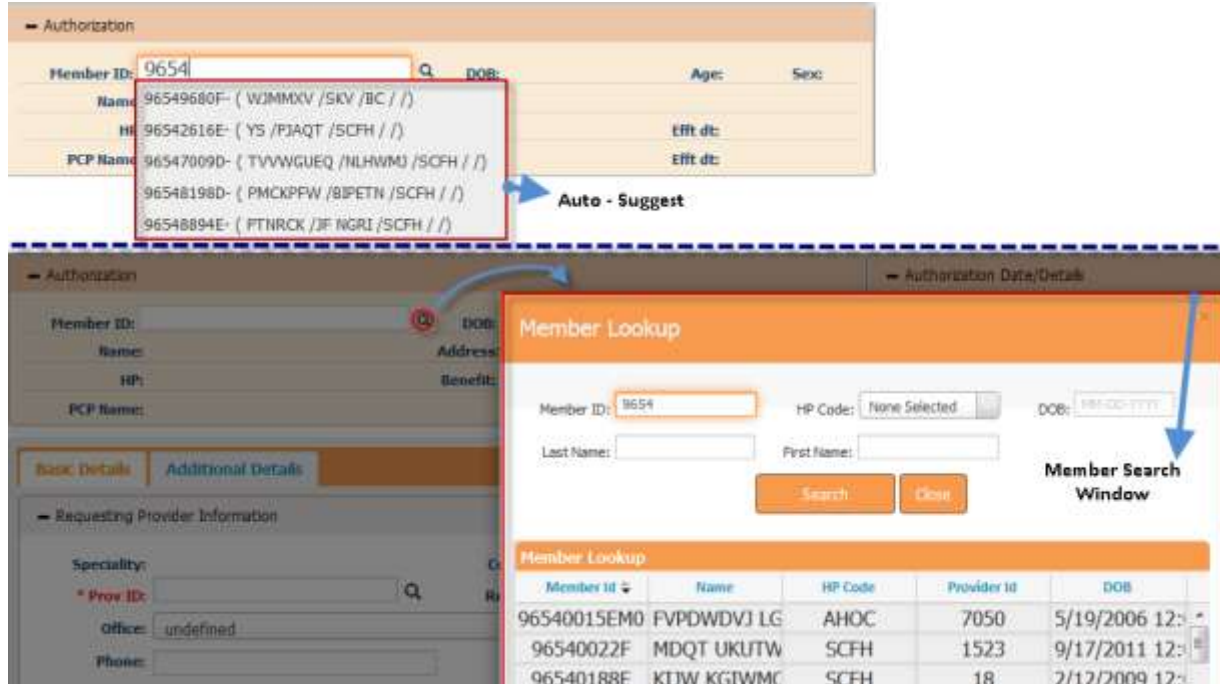 Authorization
Member ID: 9654 DOB: Age: Sex:
Name
96549680F- ( WJMMXV /SKV /BC / /)
HP
96542616E- ( YS /PJAQT /SCFH / /) Efft dt:
PCP Name 96547009D- ( TVVWGUEQ /NLHWMJ /SCFH / /) Efft dt:
96548198D- ( PMCKPFW /BIPETN /SCFH / /)
Auto - Suggest
96548894E- ( PTNRCK /JF NGRI /SCFH / /)
Authorization Authorization Date/Details
Member ID: DOB:
Name: Address:
HP: Benefit:
PCP Name:
Member Lookup
Member ID: 9654 HP Code: None Selected DOB: MM-DD-YYYY
Last Name: First Name:
Search Close
Member Search
Window
Basic Details Additional Details
Requesting Provider Information
Speciality:
* Prov ID:
Office: undefined
Phone:
Member Lookup
Member Id Name HP Code Provider Id DOB
96540015EM0 FVPDWDVJ LG AHOC 7050 5/19/2006 12:
96540022F MDQT UKUTW SCFH 1523 9/17/2011 12:
96540188F KTJW KGIWMC SCFH 18 2/12/2009 12: